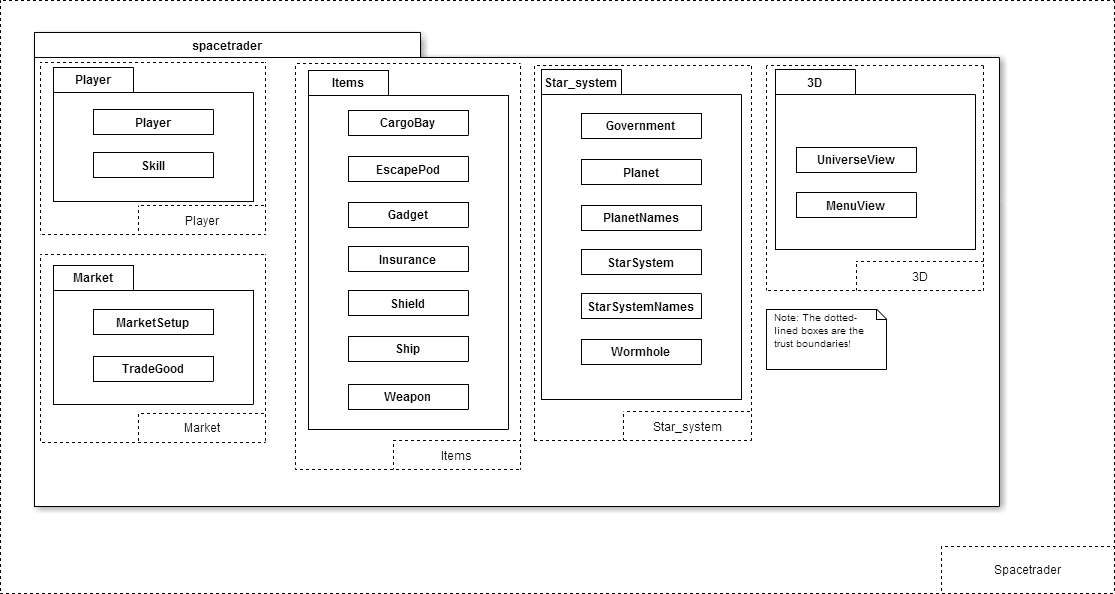 spacetrader
Player
Player
Skill
Player
Market
MarketSetup
TradeGood
Market
Items
CargoBay
EscapePod
Gadget
Insurance
Shield
Ship
Weapon
Items
Star_system
Government
Planet
PlanetNames
StarSystem
StarSystemNames
Wormhole
Star_system
3D
UniverseView
MenuView
3D
Note: The dotted-
lined boxes are the
trust boundaries!
Spacetrader